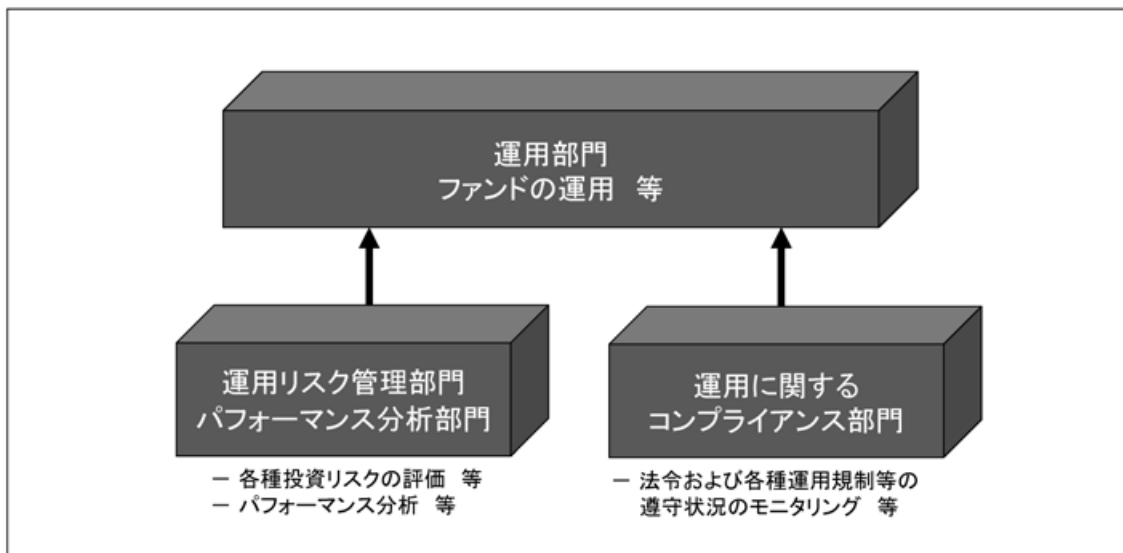 運用部門
ファンドの運用 等
運用リスク管理部門
パフォーマンス分析部門
− 各種投資リスクの評価 等
− パフォーマンス分析 等
運用に関する
コンプライアンス部門
− 法令および各種運用規制等の
遵守状況のモニタリング 等